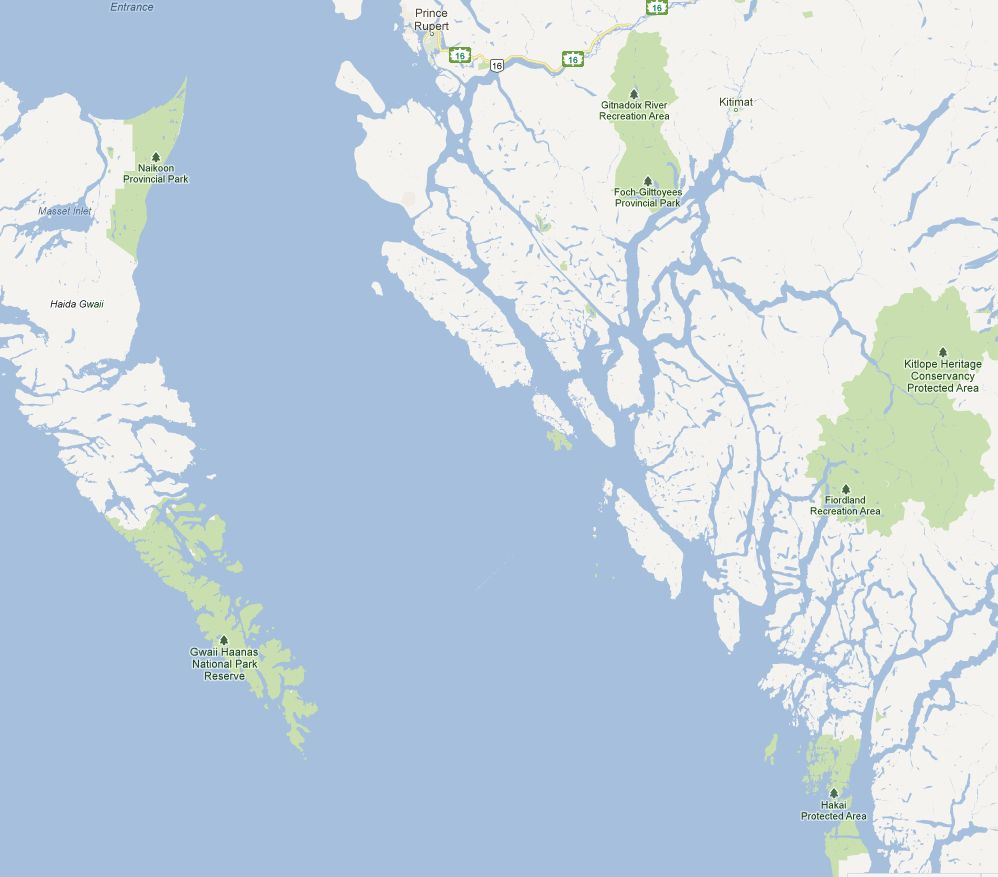 Entrance
Prince
Rupert
16
16
16
16
Gitnadoix River
Recreation Area
Kitimat
Naikoon
Provincial Park
Foch-Gilttoyees
Provincial Park
Masset Inlet
Haida Gwaii
Kitlope Heritage
Conservancy
Protected Area
Fiordland
Recreation Area
Gwaii Haanas
National Park
Reserve
Hakai
Protected Area